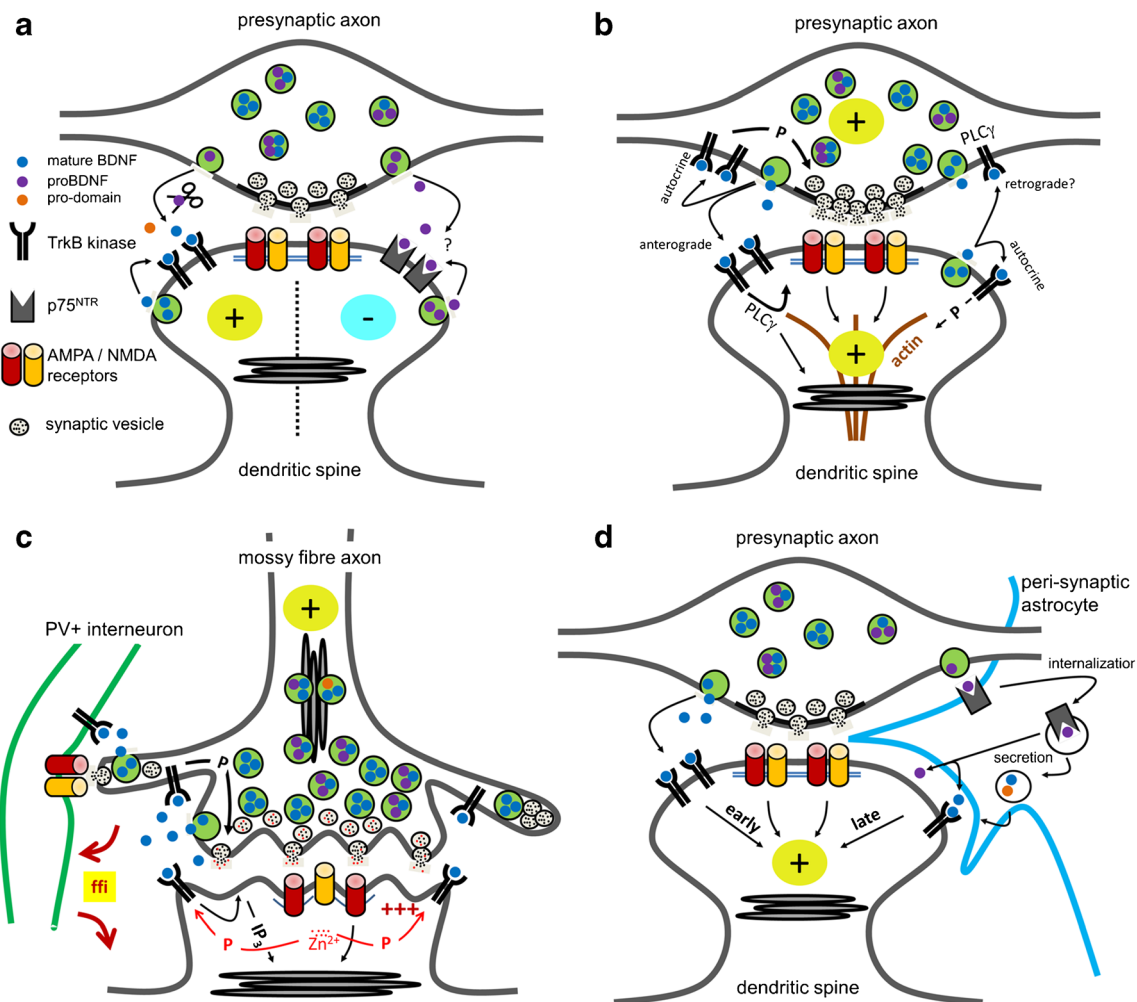 a
presynaptic axon
mature BDNF
proBDNF
pro-domain
TrkB kinase
p75NTR
AMPA / NMDA
receptors
synaptic vesicle
?
+
-
dendritic spine
b
presynaptic axon
+
P
PLCγ
autocrine
retrograde?
anterograde
autocrine
PLCγ
P
+
actin
dendritic spine
c
mossy fibre axon
+
PV+ interneuron
P
ffi
+++
IP3
P
Zn2+
P
d
presynaptic axon
peri-synaptic
astrocyte
internalization
secretion
early
late
+
dendritic spine